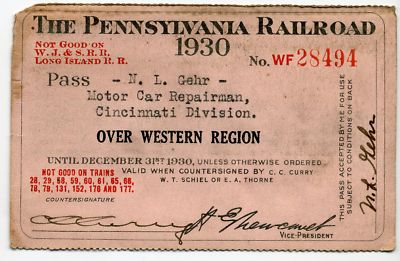 THE PENNSYLVANIA RAILROAD
NOT GOOD ON
W. J. & S. R. R.
LONG ISLAND R. R.
1930
No. WF 28494
Pass - N. L. Gehr -
Motor Car Repairman,
Cincinnati Division.
OVER WESTERN REGION
UNTIL DECEMBER 31ST 1930, UNLESS OTHERWISE ORDERED
NOT GOOD ON TRAINS
28, 29, 58, 59, 60, 61, 65, 66,
78, 79, 131, 152, 176 AND 177.
VALID WHEN COUNTERSIGNED BY C. C. CURRY
W. T. SCHIEL OR E. A. THORNE
COUNTERSIGNATURE
VICE-PRESIDENT
THIS PASS ACCEPTED BY ME FOR USE
SUBJECT TO CONDITIONS ON BACK
N. L. Gehr